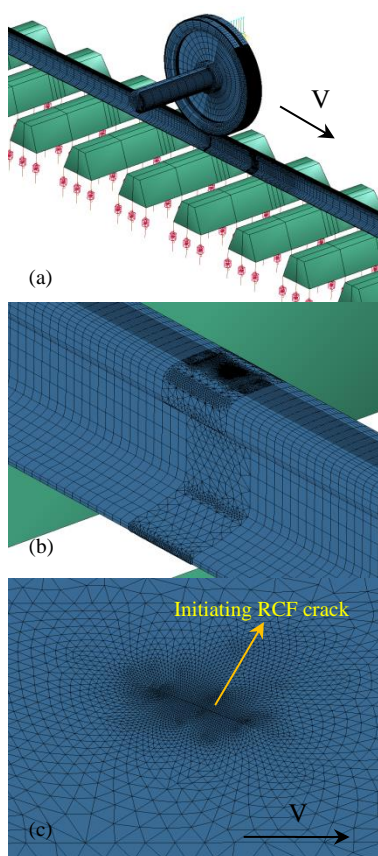 V
(a)
(b)
Initiating RCF crack
V
(c)